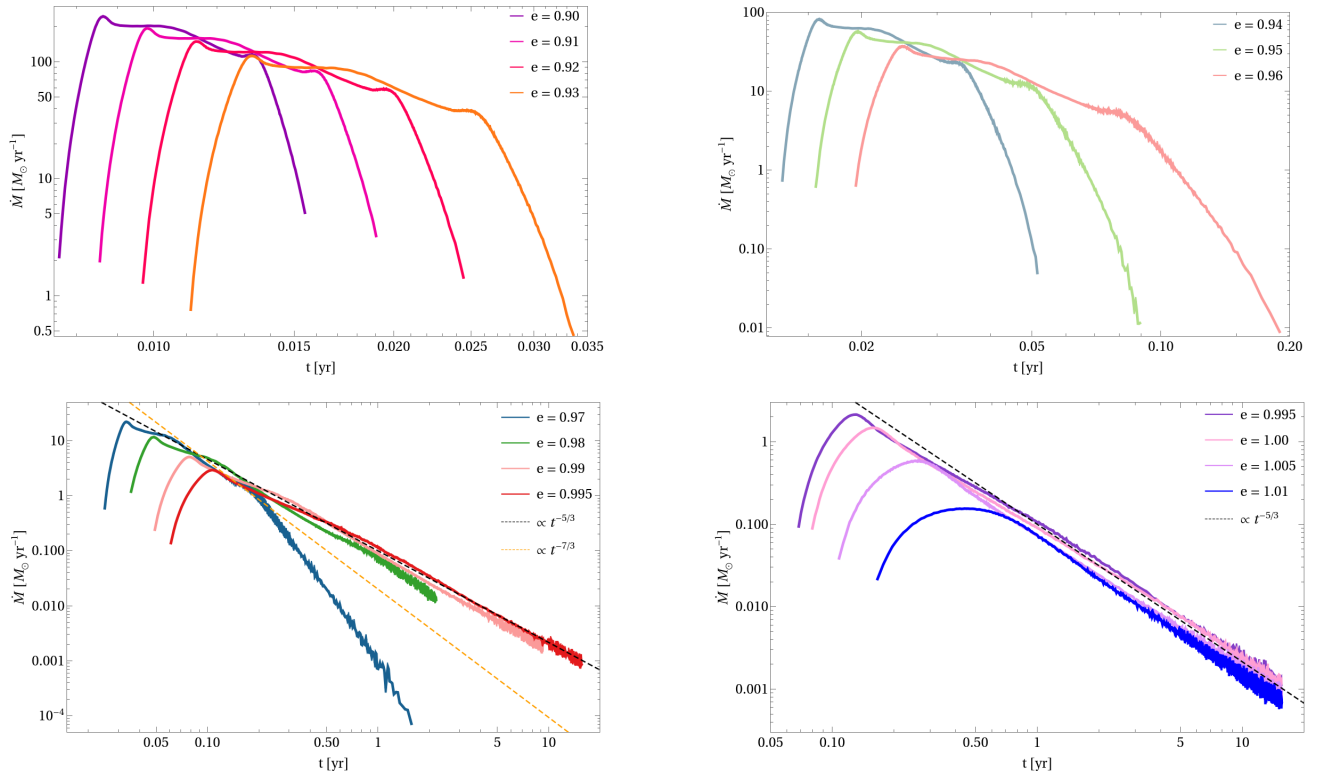 e = 0.90
e = 0.91
e = 0.92
e = 0.93
100
50
10
5
1
0.5
Ṁ [M⊙ yr⁻¹]
0.010
0.015
0.020
0.025
0.030
0.035
t [yr]
e = 0.94
e = 0.95
e = 0.96
100
10
1
0.10
0.01
Ṁ [M⊙ yr⁻¹]
0.02
0.05
0.10
0.20
t [yr]
e = 0.97
e = 0.98
e = 0.99
e = 0.995
∝ t⁻⁵/³
∝ t⁻⁷/³
10
1
0.100
0.010
0.001
10⁻⁴
Ṁ [M⊙ yr⁻¹]
0.05
0.10
0.50
1
5
10
t [yr]
e = 0.995
e = 1.00
e = 1.005
e = 1.01
∝ t⁻⁵/³
1
0.100
0.010
0.001
Ṁ [M⊙ yr⁻¹]
0.05
0.10
0.50
1
5
10
t [yr]